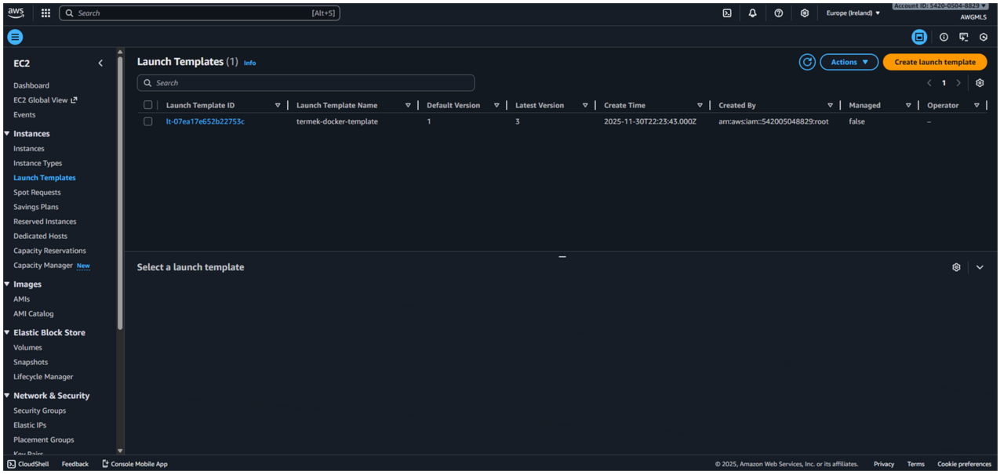 aws Search [Alt+S] Europe (Ireland) Account ID: 5420-0504-8829
AWGMLS
EC2
Dashboard
EC2 Global View
Events
Instances
Instances
Instance Types
Launch Templates
Spot Requests
Savings Plans
Reserved Instances
Dedicated Hosts
Capacity Reservations
Capacity Manager New
Images
AMIs
AMI Catalog
Elastic Block Store
Volumes
Snapshots
Lifecycle Manager
Network & Security
Security Groups
Elastic IPs
Placement Groups
Key Pairs
Launch Templates (1) Info Actions Create launch template
Search
1
Launch Template ID Launch Template Name Default Version Latest Version Create Time Created By Managed Operator
lt-07ea17e652b22753c termek-docker-template 1 3 2025-11-30T22:23:43.000Z arn:aws:iam::542005048829:root false –
Select a launch template
CloudShell Feedback Console Mobile App © 2025, Amazon Web Services, Inc. or its affiliates. Privacy Terms Cookie preferences